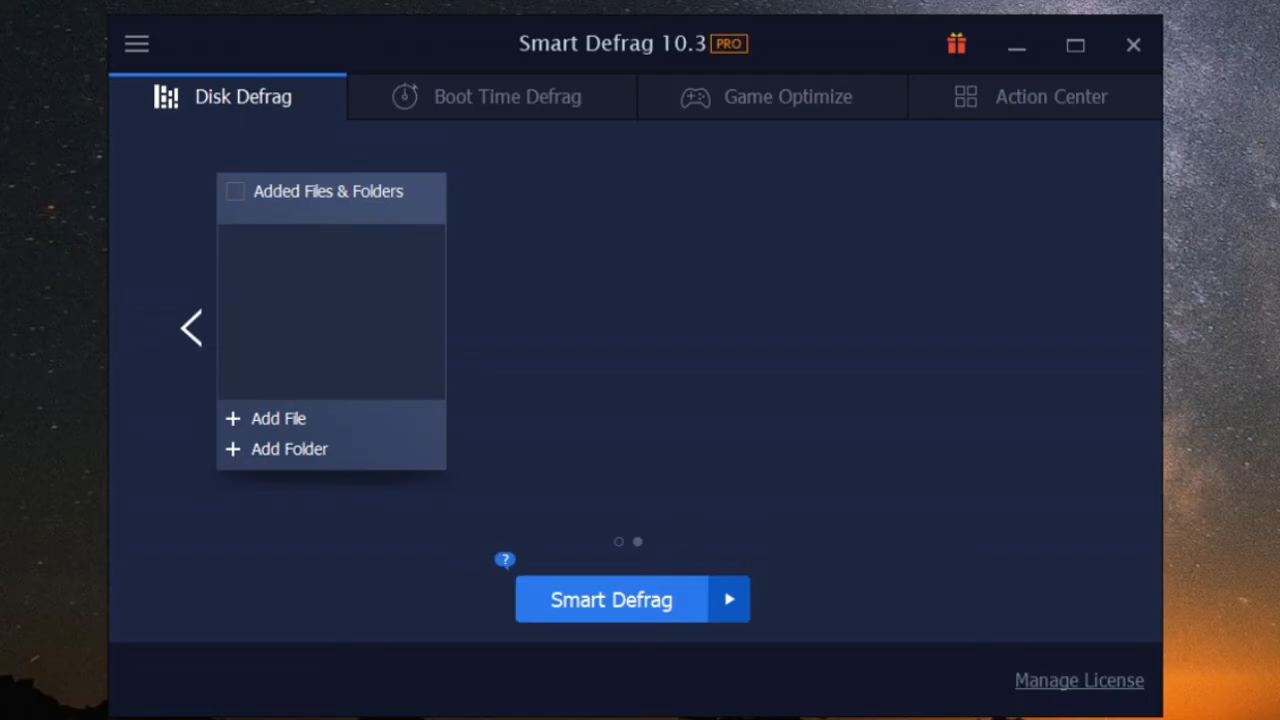 Smart Defrag 10.3 PRO
Disk Defrag
Boot Time Defrag
Game Optimize
Action Center
Added Files & Folders
+ Add File
+ Add Folder
?
Smart Defrag
Manage License